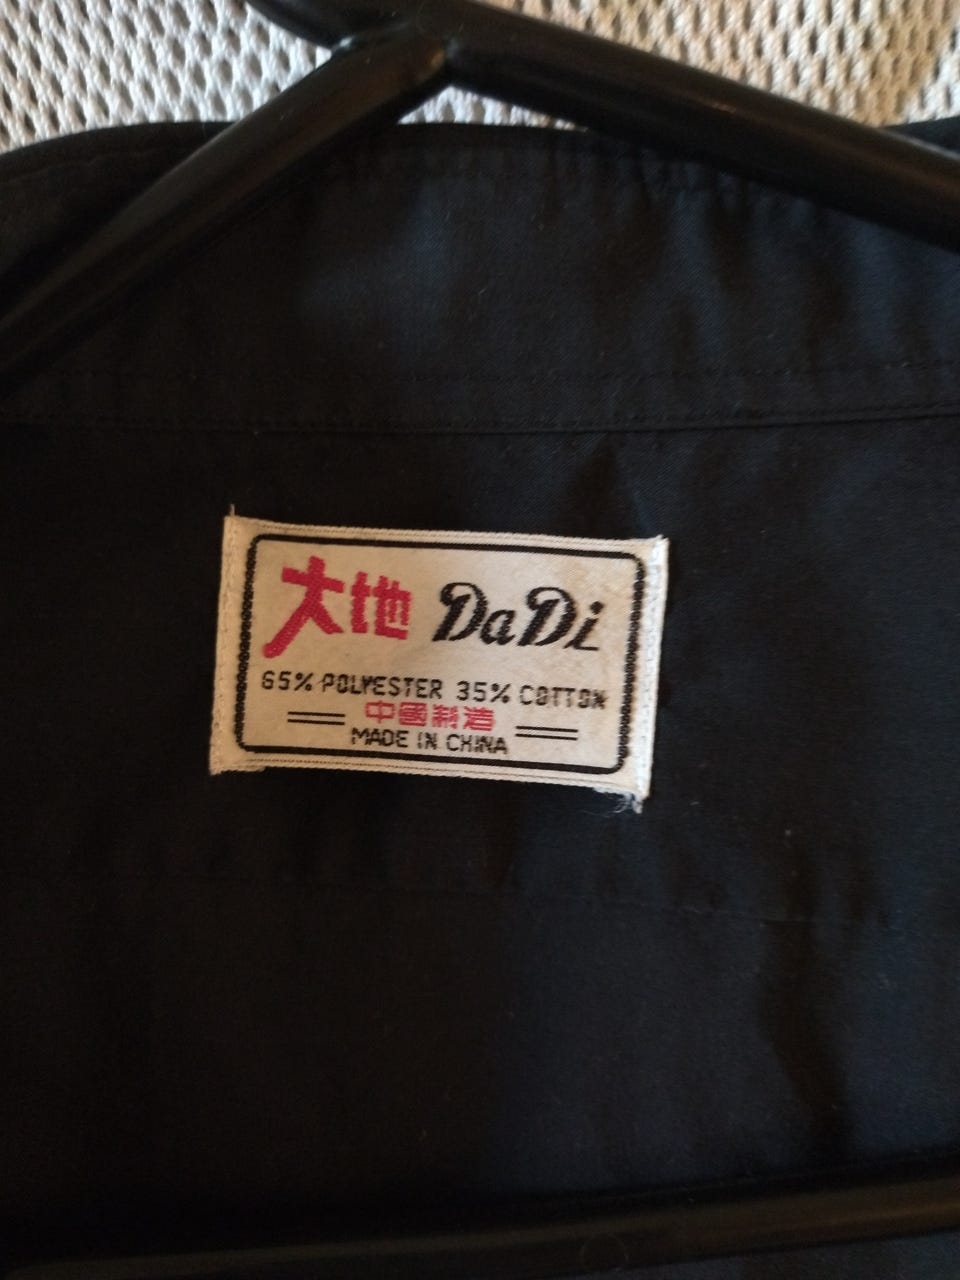 大地 DaDi
65% POLYESTER 35% COTTON
中國製造
MADE IN CHINA